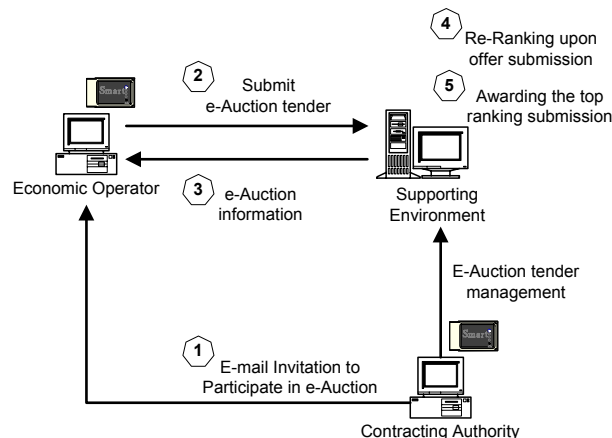 4
Re-Ranking upon
offer submission
5
Awarding the top
ranking submission
2
Submit
e-Auction tender
Smart
Economic Operator
3
e-Auction
information
Supporting
Environment
E-Auction tender
management
Smart
1
E-mail Invitation to
Participate in e-Auction
Contracting Authority